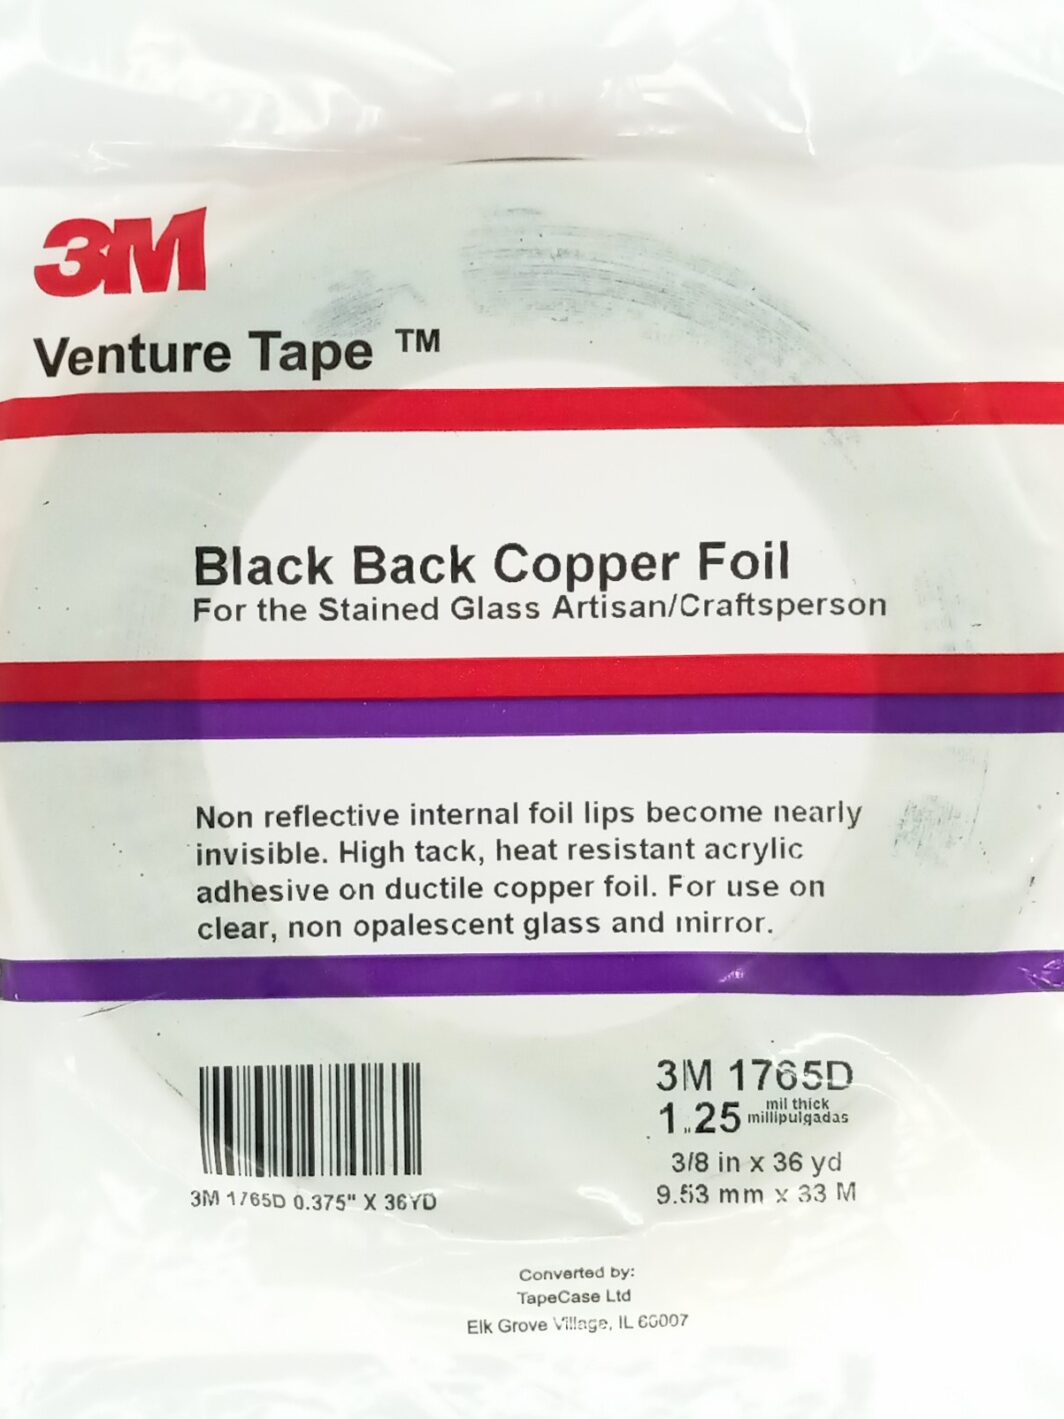 3M
Venture Tape ™
Black Back Copper Foil
For the Stained Glass Artisan/Craftsperson
Non reflective internal foil lips become nearly
invisible. High tack, heat resistant acrylic
adhesive on ductile copper foil. For use on
clear, non opalescent glass and mirror.
3M 1765D
1.25 mil thick
millipulgadas
3/8 in x 36 yd
9.53 mm x 33 M
3M 1765D 0.375" X 36YD
Converted by:
TapeCase Ltd
Elk Grove Village, IL 60007